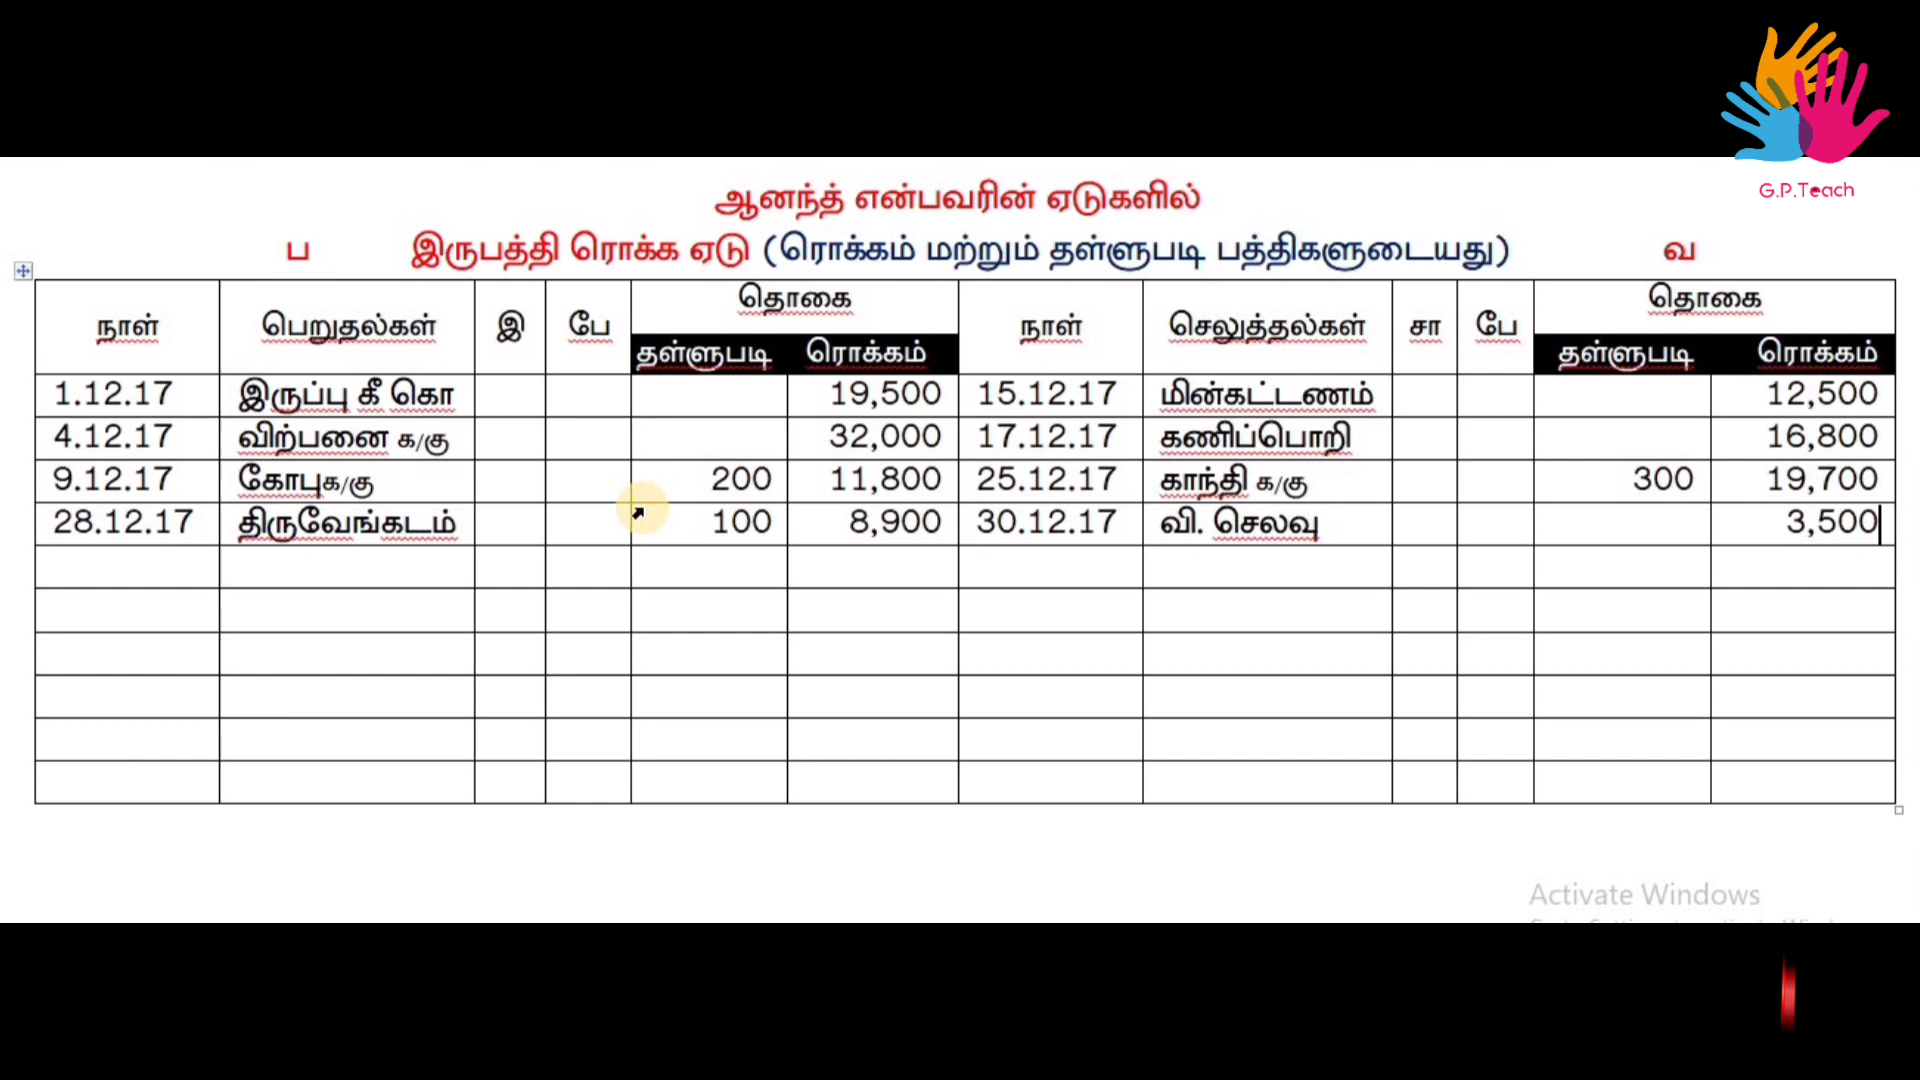 G.P.Teach
ஆனந்த் என்பவரின் ஏடுகளில்
ப இருபத்தி ரொக்க ஏடு (ரொக்கம் மற்றும் தள்ளுபடி பத்திகளுடையது) வ
நாள் பெறுதல்கள் இ பே தொகை நாள் செலுத்தல்கள் சா பே தொகை
தள்ளுபடி ரொக்கம் தள்ளுபடி ரொக்கம்
1.12.17 இருப்பு கீ கொ 19,500 15.12.17 மின்கட்டணம் 12,500
4.12.17 விற்பனை க/கு 32,000 17.12.17 கணிப்பொறி 16,800
9.12.17 கோபுக/கு 200 11,800 25.12.17 காந்தி க/கு 300 19,700
28.12.17 திருவேங்கடம் 100 8,900 30.12.17 வி. செலவு 3,500
Activate Windows